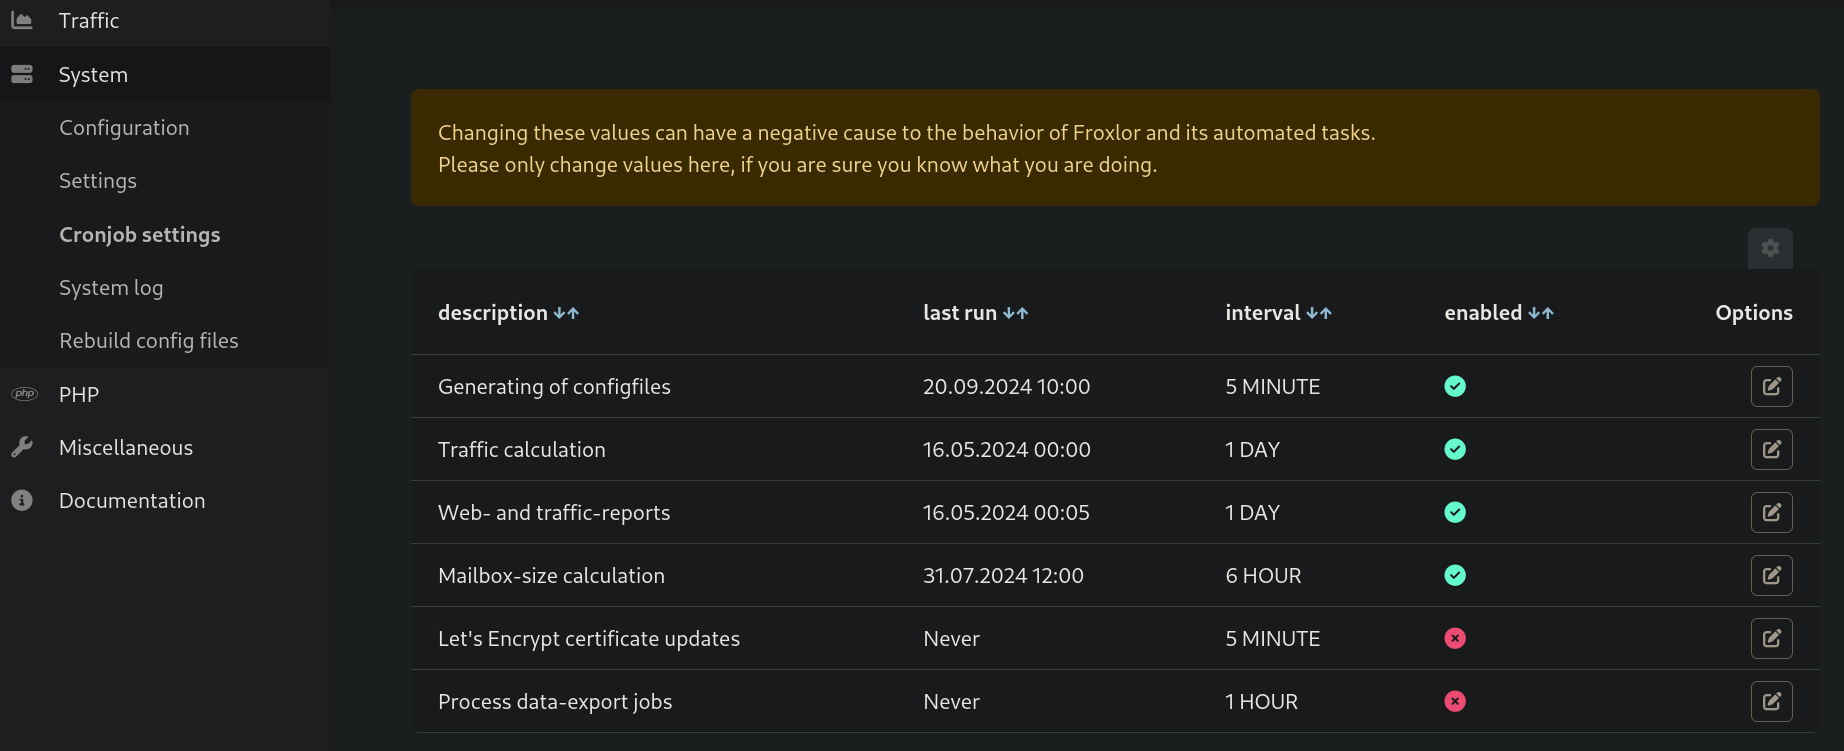 Traffic
System
Configuration
Settings
Cronjob settings
System log
Rebuild config files
php PHP
Miscellaneous
Documentation
Changing these values can have a negative cause to the behavior of Froxlor and its automated tasks.
Please only change values here, if you are sure you know what you are doing.
description last run interval enabled Options
Generating of configfiles 20.09.2024 10:00 5 MINUTE
Traffic calculation 16.05.2024 00:00 1 DAY
Web- and traffic-reports 16.05.2024 00:05 1 DAY
Mailbox-size calculation 31.07.2024 12:00 6 HOUR
Let's Encrypt certificate updates Never 5 MINUTE
Process data-export jobs Never 1 HOUR